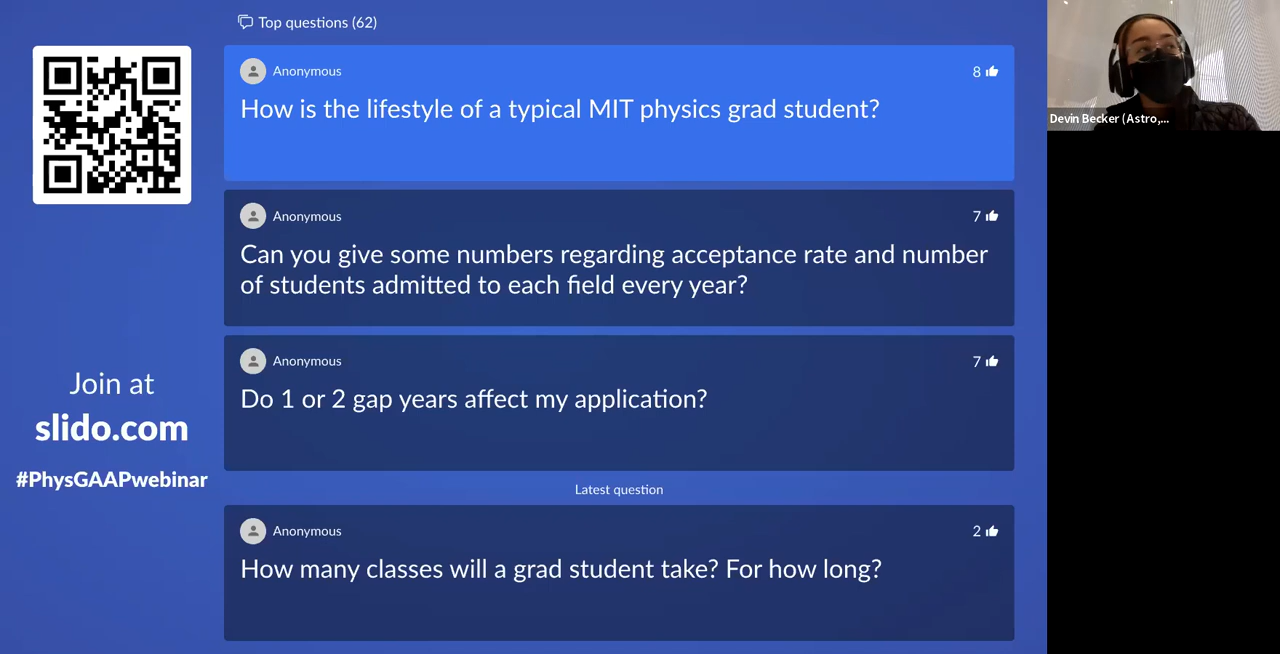 Top questions (62)
Anonymous
8
How is the lifestyle of a typical MIT physics grad student?
Anonymous
7
Can you give some numbers regarding acceptance rate and number
of students admitted to each field every year?
Anonymous
7
Do 1 or 2 gap years affect my application?
Latest question
Anonymous
2
How many classes will a grad student take? For how long?
Join at
slido.com
#PhysGAAPwebinar
Devin Becker (Astro,...